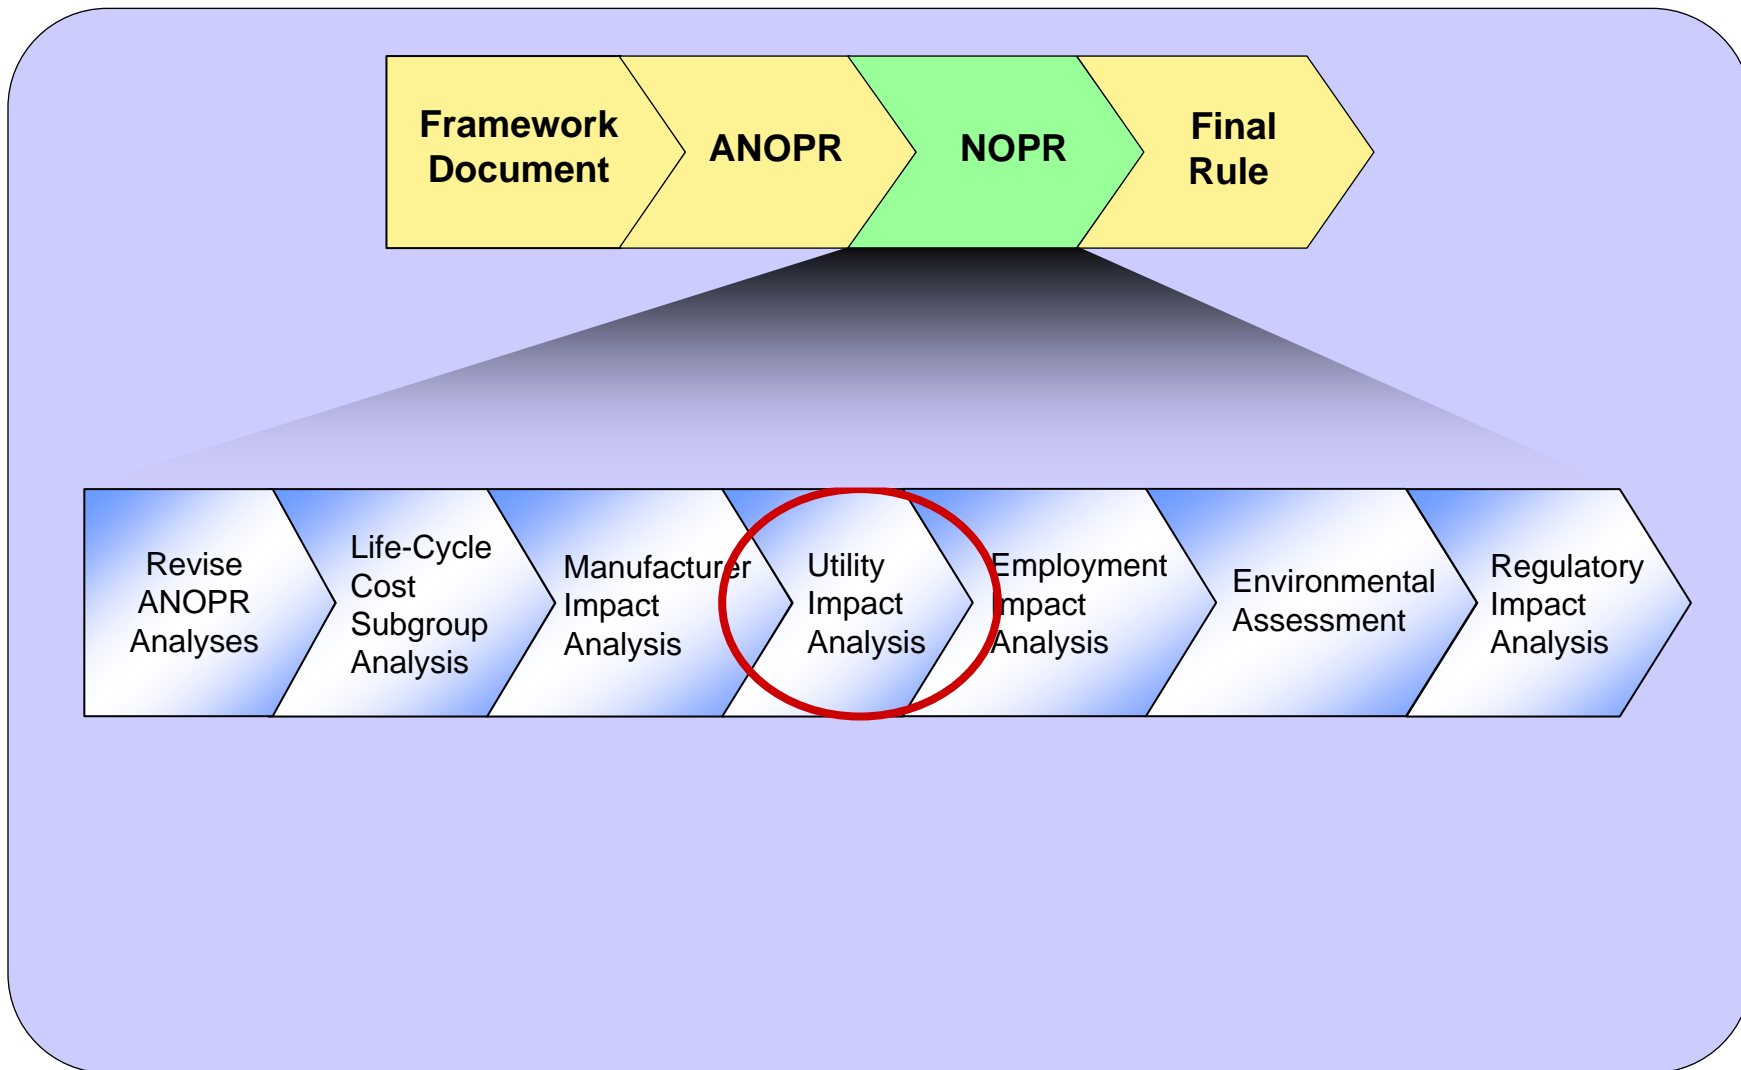 Framework
Document
ANOPR
NOPR
Final
Rule
Revise
ANOPR
Analyses
Life-Cycle
Cost
Subgroup
Analysis
Manufacturer
Impact
Analysis
Utility
Impact
Analysis
Employment
Impact
Analysis
Environmental
Assessment
Regulatory
Impact
Analysis